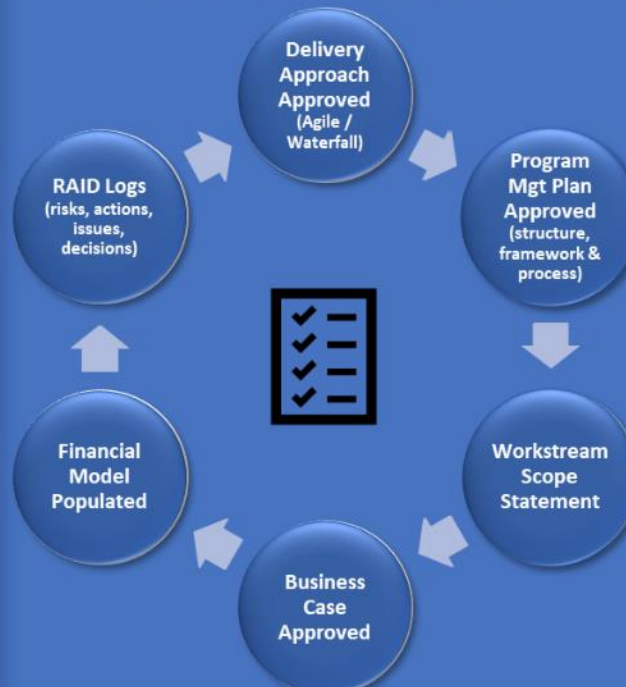 Delivery
Approach
Approved
(Agile /
Waterfall)
Program
Mgt Plan
Approved
(structure,
framework &
process)
Workstream
Scope
Statement
Business
Case
Approved
Financial
Model
Populated
RAID Logs
(risks, actions,
issues,
decisions)